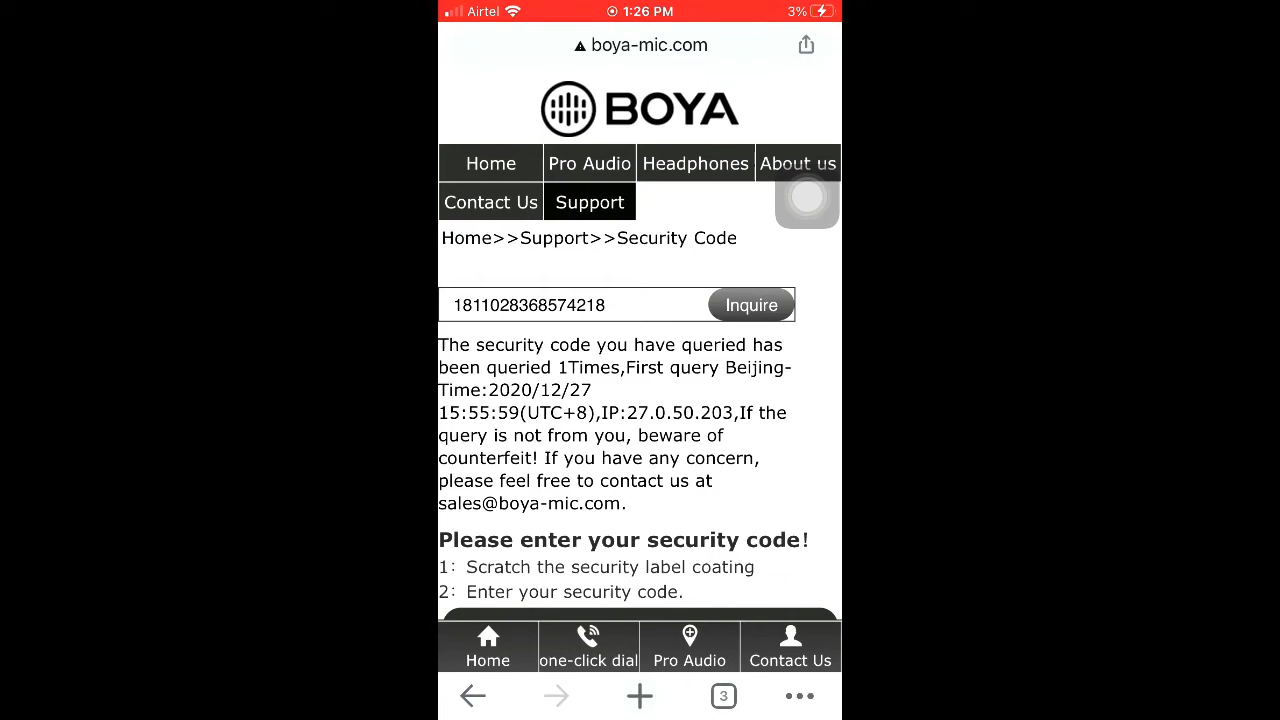 Airtel 1:26 PM 3%
boya-mic.com
BOYA
Home Pro Audio Headphones About us
Contact Us Support
Home>>Support>>Security Code
1811028368574218 Inquire
The security code you have queried has
been queried 1Times,First query Beijing-
Time:2020/12/27
15:55:59(UTC+8),IP:27.0.50.203,If the
query is not from you, beware of
counterfeit! If you have any concern,
please feel free to contact us at
sales@boya-mic.com.
Please enter your security code!
1: Scratch the security label coating
2: Enter your security code.
Home one-click dial Pro Audio Contact Us
3